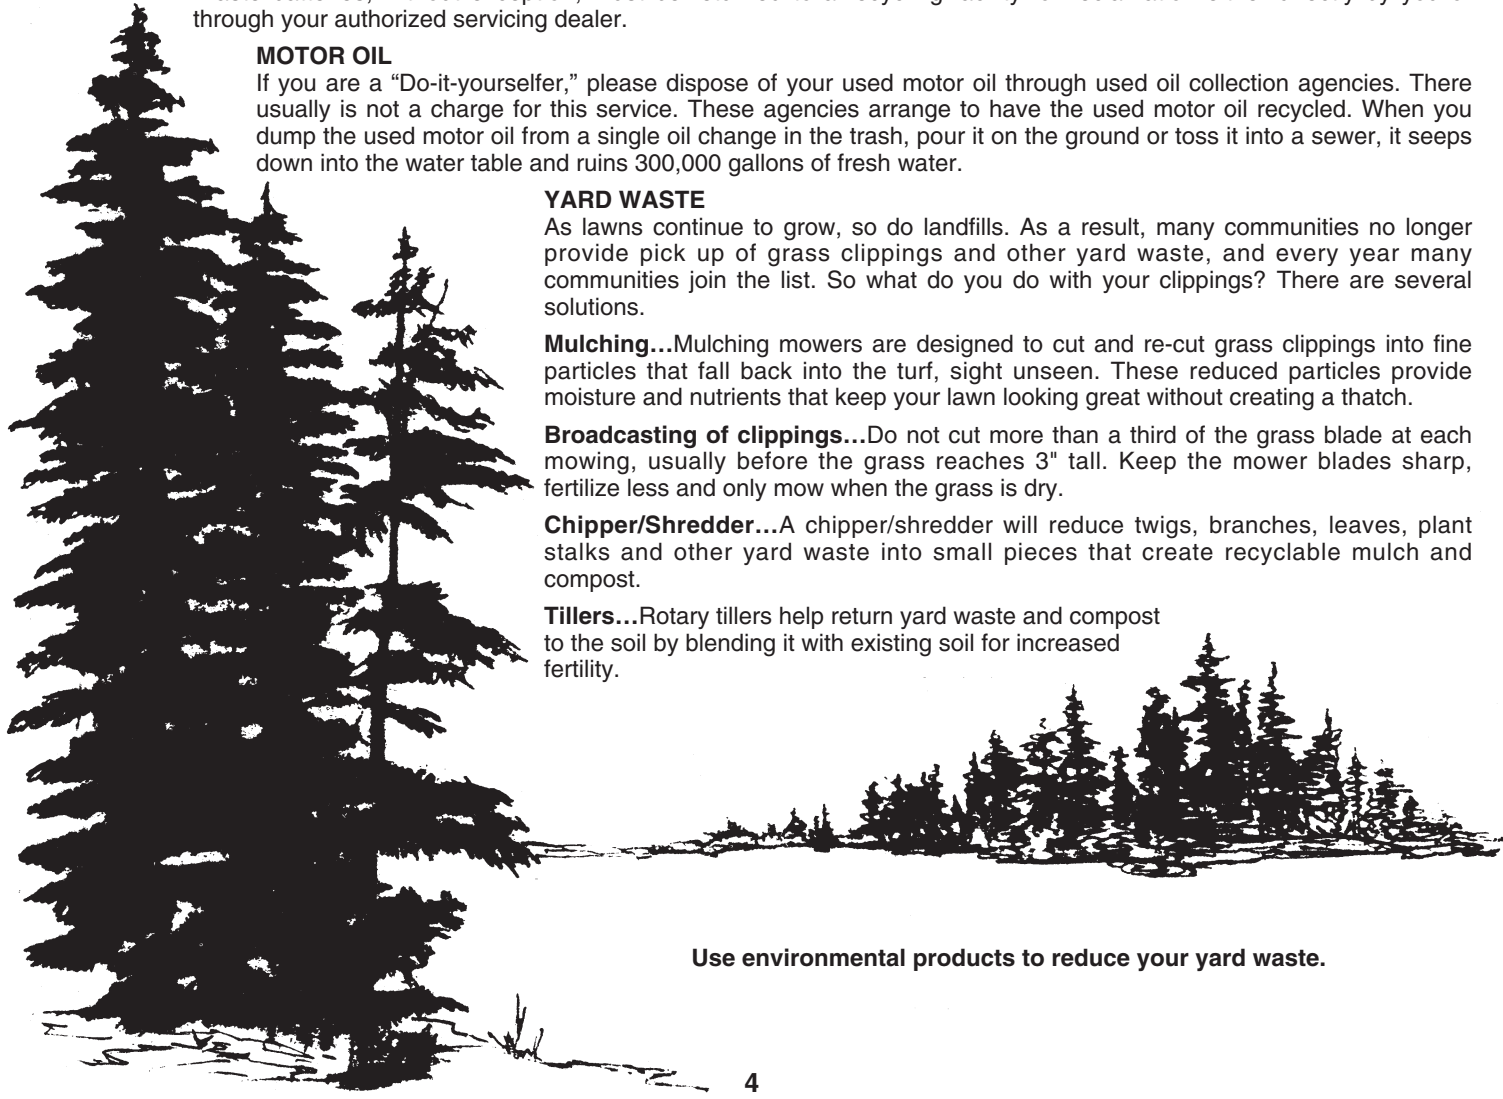 through your authorized servicing dealer.
MOTOR OIL
If you are a “Do-it-yourselfer,” please dispose of your used motor oil through used oil collection agencies. There
usually is not a charge for this service. These agencies arrange to have the used motor oil recycled. When you
dump the used motor oil from a single oil change in the trash, pour it on the ground or toss it into a sewer, it seeps
down into the water table and ruins 300,000 gallons of fresh water.
YARD WASTE
As lawns continue to grow, so do landfills. As a result, many communities no longer
provide pick up of grass clippings and other yard waste, and every year many
communities join the list. So what do you do with your clippings? There are several
solutions.
Mulching...Mulching mowers are designed to cut and re-cut grass clippings into fine
particles that fall back into the turf, sight unseen. These reduced particles provide
moisture and nutrients that keep your lawn looking great without creating a thatch.
Broadcasting of clippings...Do not cut more than a third of the grass blade at each
mowing, usually before the grass reaches 3" tall. Keep the mower blades sharp,
fertilize less and only mow when the grass is dry.
Chipper/Shredder...A chipper/shredder will reduce twigs, branches, leaves, plant
stalks and other yard waste into small pieces that create recyclable mulch and
compost.
Tillers...Rotary tillers help return yard waste and compost
to the soil by blending it with existing soil for increased
fertility.
Use environmental products to reduce your yard waste.
4